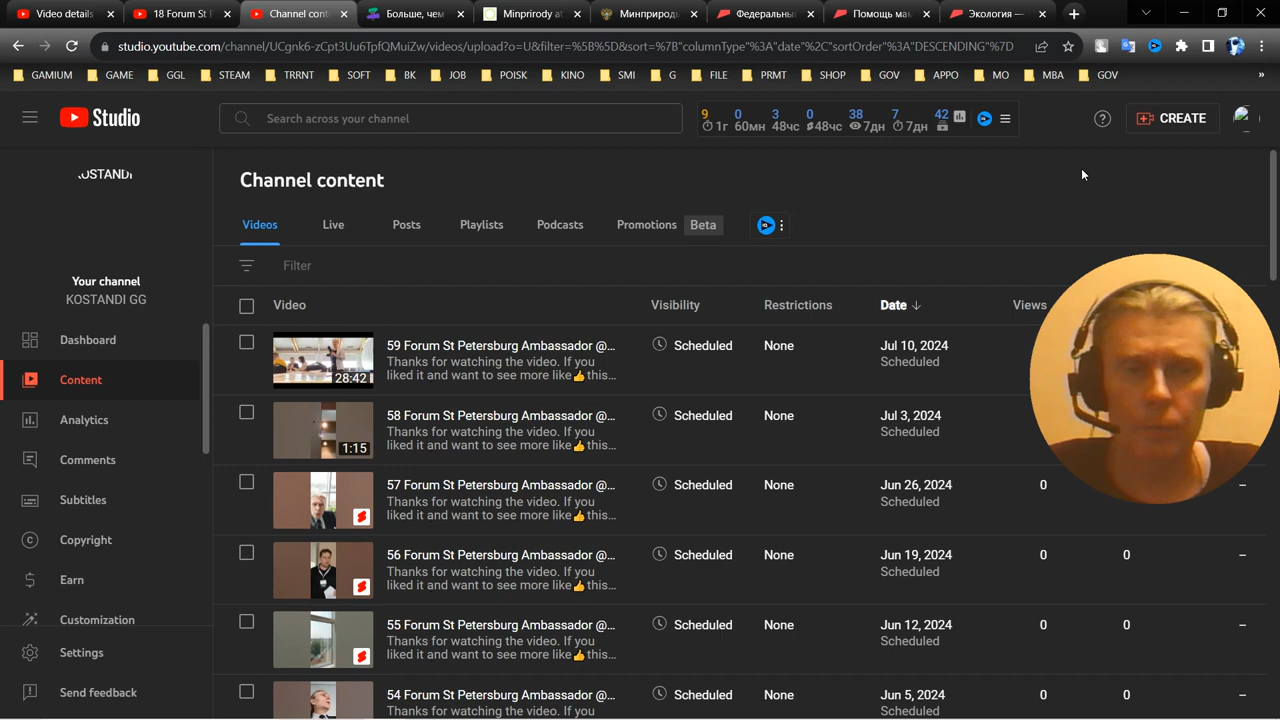 Video details
18 Forum St P
Channel cont
Больше, чем
Minprirody at
Минприродь
Федеральны
Помощь мам
Экология —
studio.youtube.com/channel/UCgnk6-zCpt3Uu6TpfQMuiZw/videos/upload?o=U&filter=%5B%5D&sort=%7B"columnType"%3A"date"%2C"sortOrder"%3A"DESCENDING"%7D
GAMIUM GAME GGL STEAM TRRNT SOFT BK JOB POISK KINO SMI G FILE PRMT SHOP GOV APPO MO MBA GOV »
Studio
Search across your channel
9 0 3 0 38 7 42
1г 60мн 48чс 48чс 7дн 7дн
CREATE
KOSTANDI
Your channel
KOSTANDI GG
Dashboard
Content
Analytics
Comments
Subtitles
Copyright
Earn
Customization
Settings
Send feedback
Channel content
Videos Live Posts Playlists Podcasts Promotions Beta
Filter
Video Visibility Restrictions Date Views
28:42
59 Forum St Petersburg Ambassador @... Scheduled None Jul 10, 2024
Thanks for watching the video. If you Scheduled
liked it and want to see more like👍this...
1:15
58 Forum St Petersburg Ambassador @... Scheduled None Jul 3, 2024
Thanks for watching the video. If you Scheduled
liked it and want to see more like👍this...
57 Forum St Petersburg Ambassador @... Scheduled None Jun 26, 2024 0 –
Thanks for watching the video. If you Scheduled
liked it and want to see more like👍this...
56 Forum St Petersburg Ambassador @... Scheduled None Jun 19, 2024 0 0 –
Thanks for watching the video. If you Scheduled
liked it and want to see more like👍this...
55 Forum St Petersburg Ambassador @... Scheduled None Jun 12, 2024 0 0 –
Thanks for watching the video. If you Scheduled
liked it and want to see more like👍this...
54 Forum St Petersburg Ambassador @... Scheduled None Jun 5, 2024 0 0 –
Thanks for watching the video. If you Scheduled